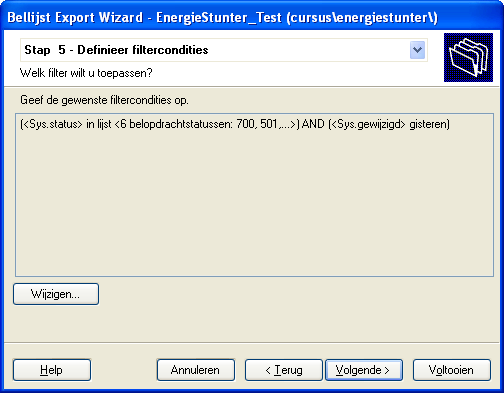 Bellijst Export Wizard - EnergieStunter_Test (cursus\energiestunter\)
Stap 5 - Definieer filtercondities
Welk filter wilt u toepassen?
Geef de gewenste filtercondities op.
(<Sys.status> in lijst <6 belopdrachtstatussen: 700, 501,...>) AND (<Sys.gewijzigd> gisteren)
Wijzigen...
Help
Annuleren
< Terug
Volgende >
Voltooien